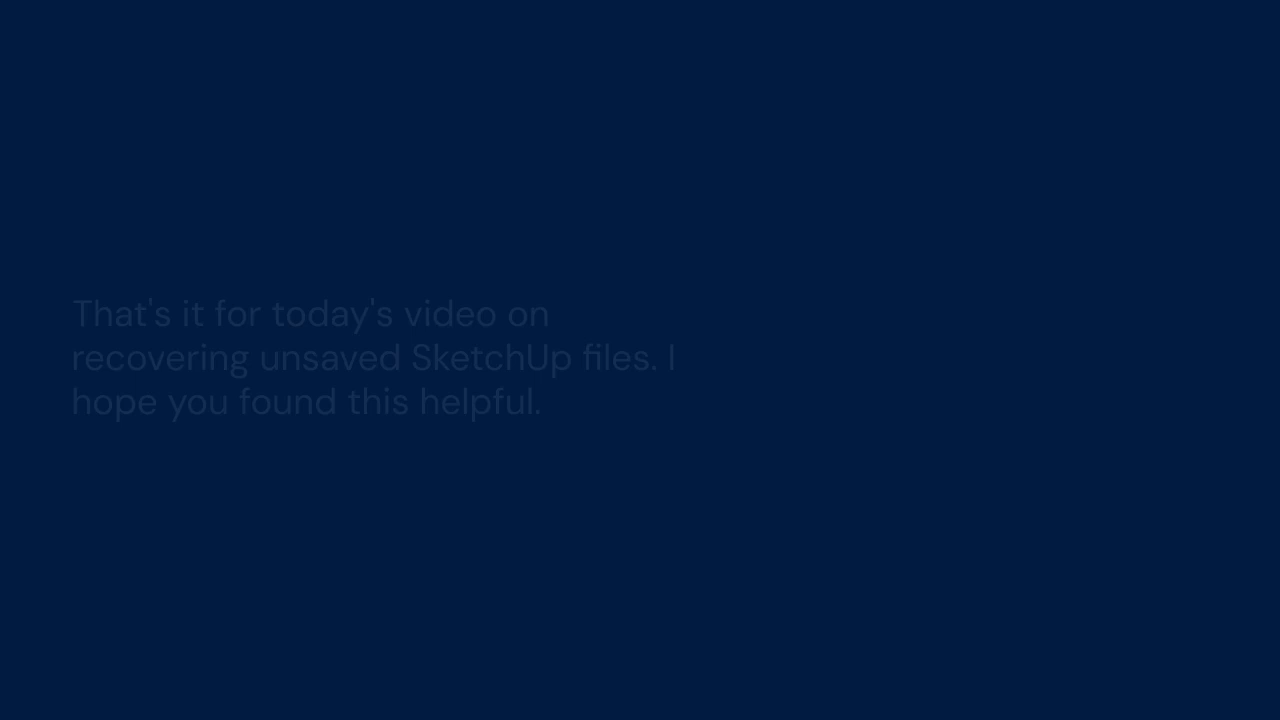 That's it for today's video on
recovering unsaved SketchUp files. I
hope you found this helpful.